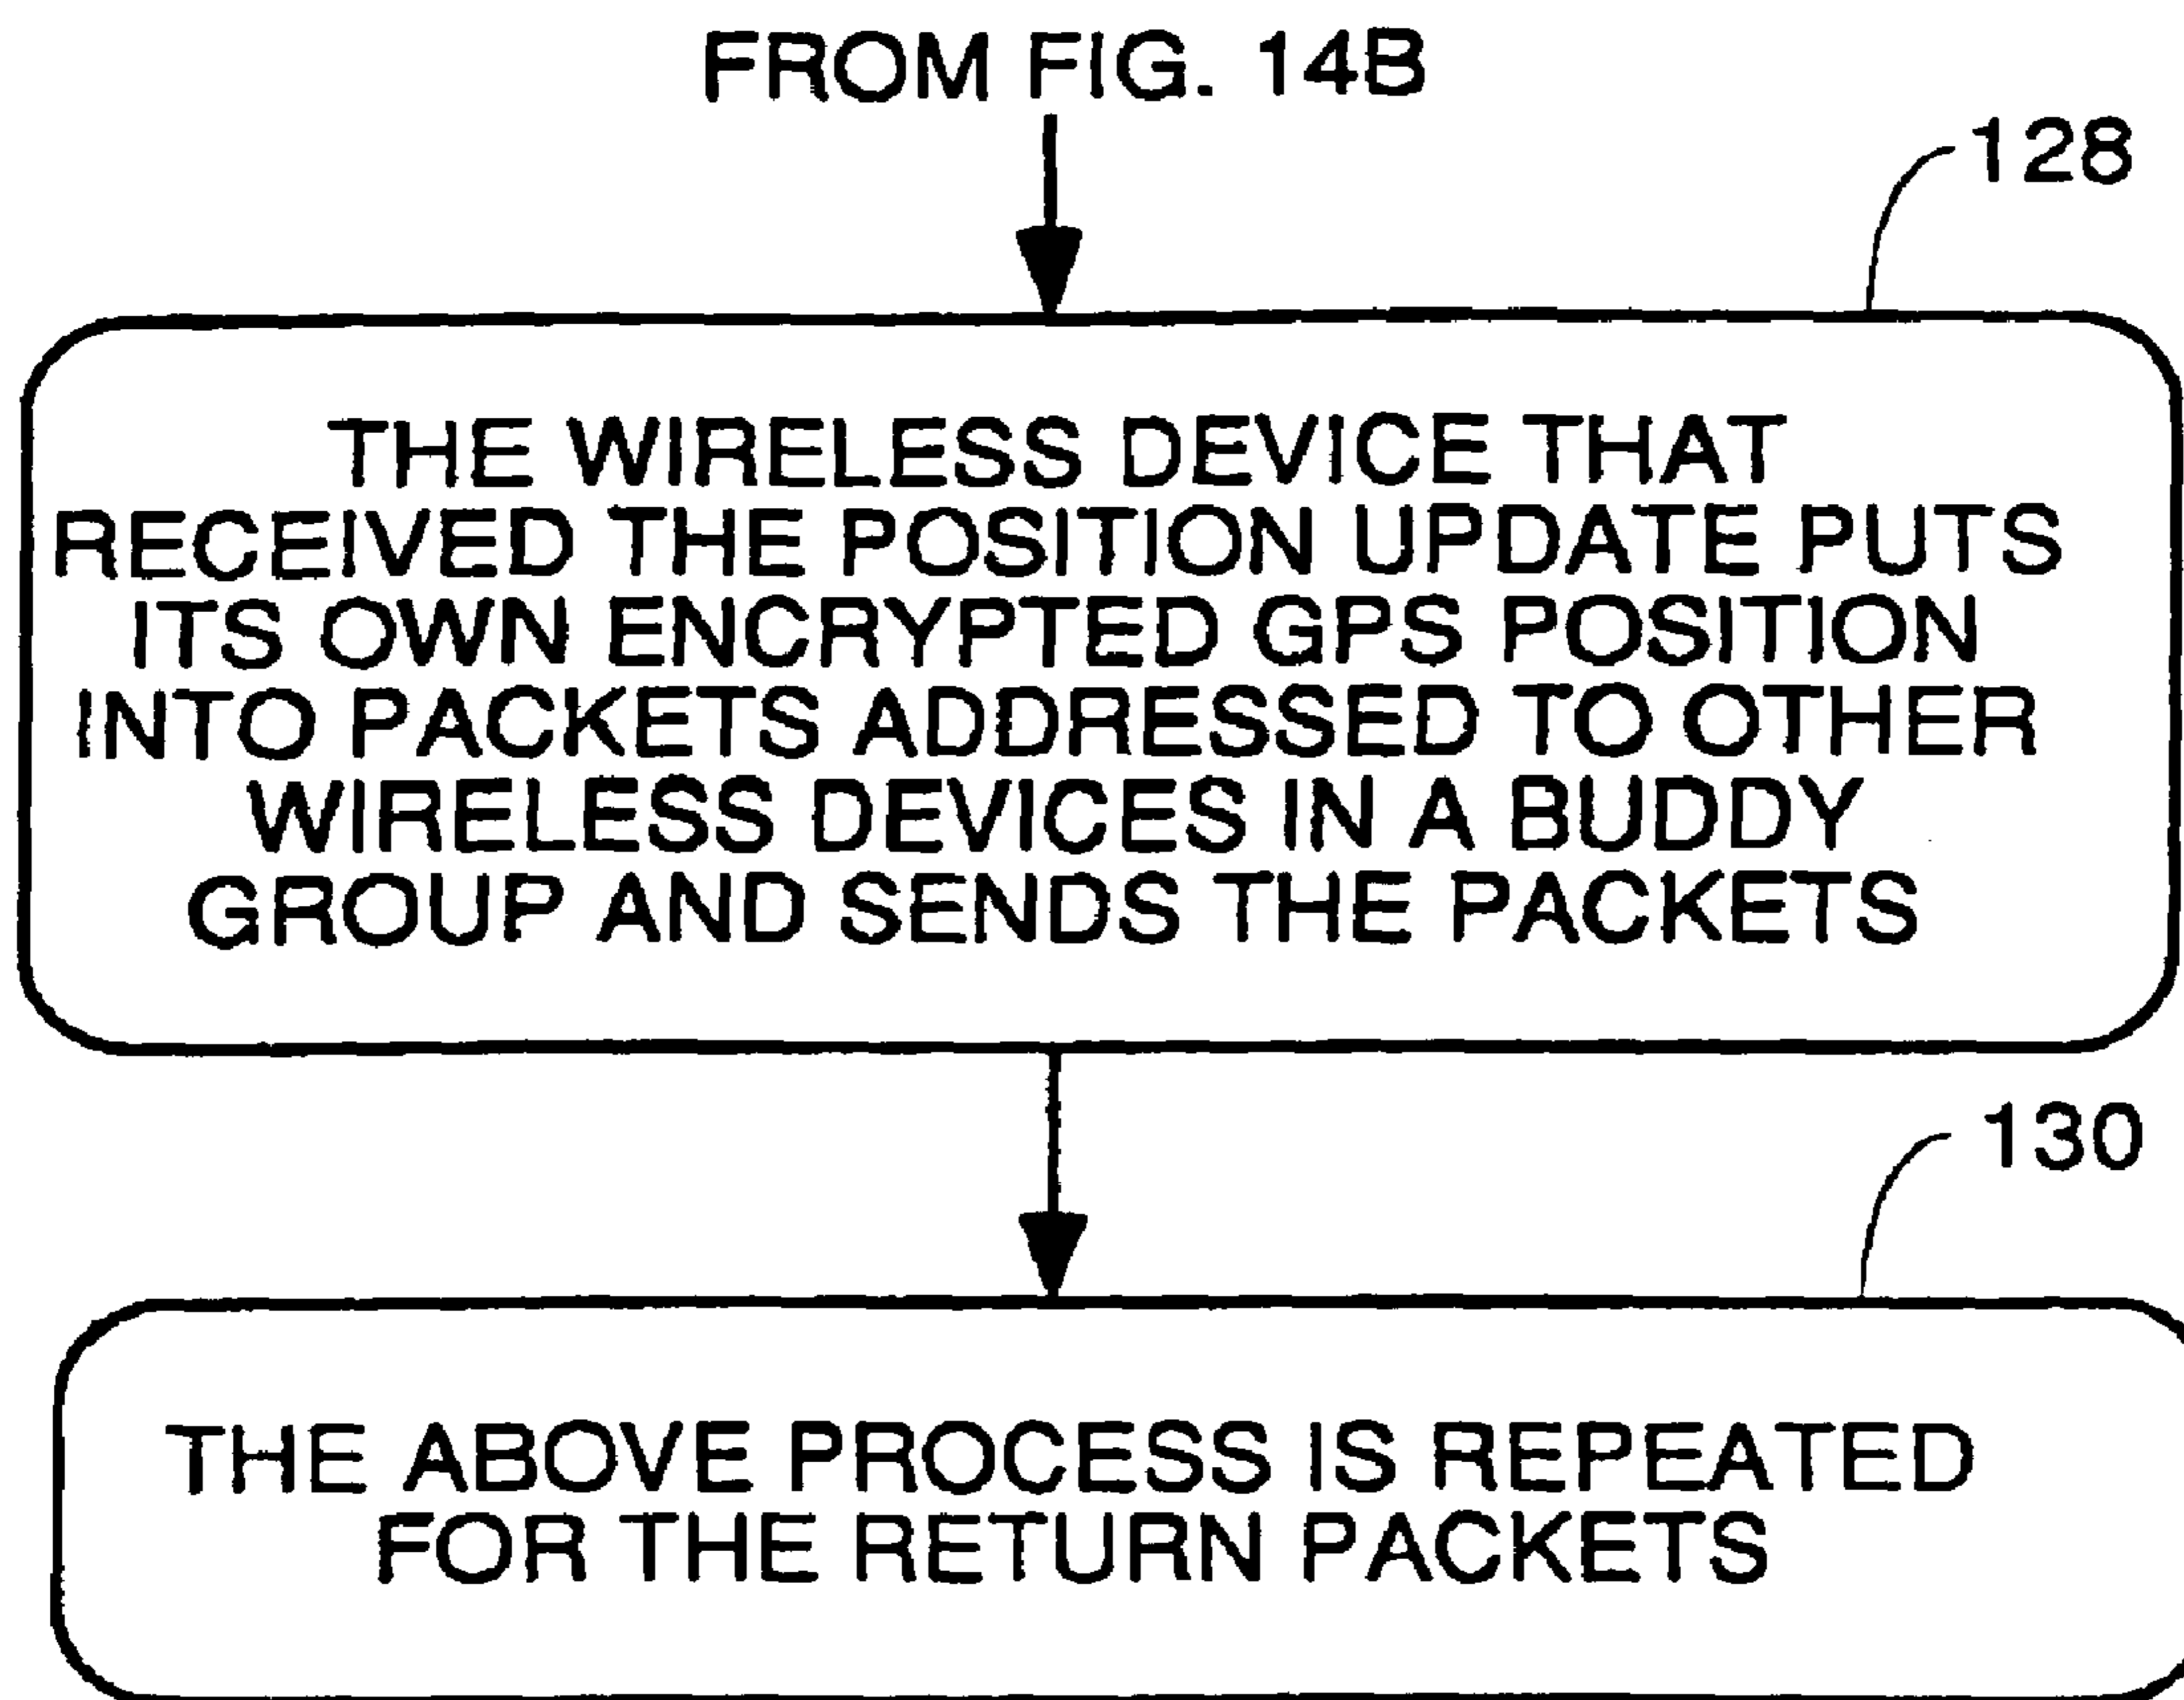 FROM FIG. 14B
128
THE WIRELESS DEVICE THAT
RECEIVED THE POSITION UPDATE PUTS
ITS OWN ENCRYPTED GPS POSITION
INTO PACKETS ADDRESSED TO OTHER
WIRELESS DEVICES IN A BUDDY
GROUP AND SENDS THE PACKETS
130
THE ABOVE PROCESS IS REPEATED
FOR THE RETURN PACKETS